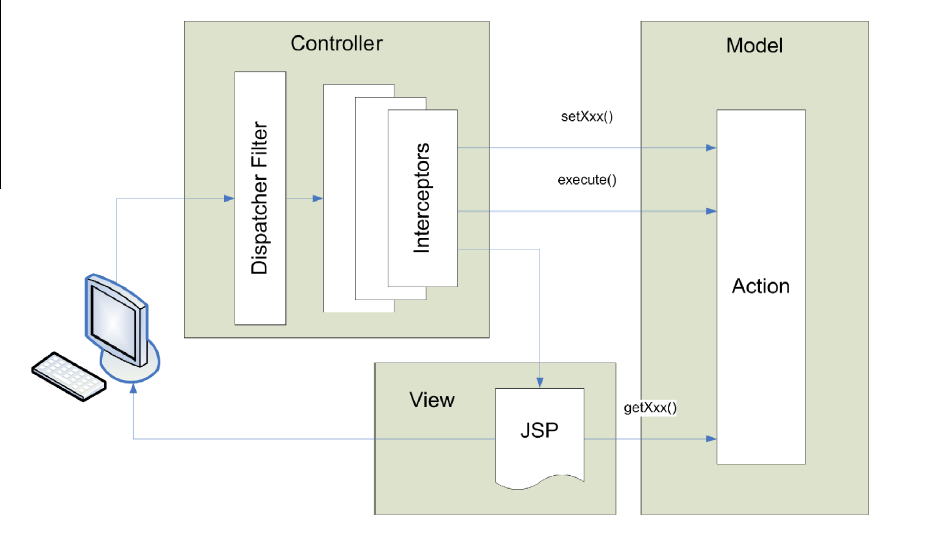 Controller
Model
Dispatcher Filter
Interceptors
setXxx()
execute()
Action
View
JSP
getXxx()